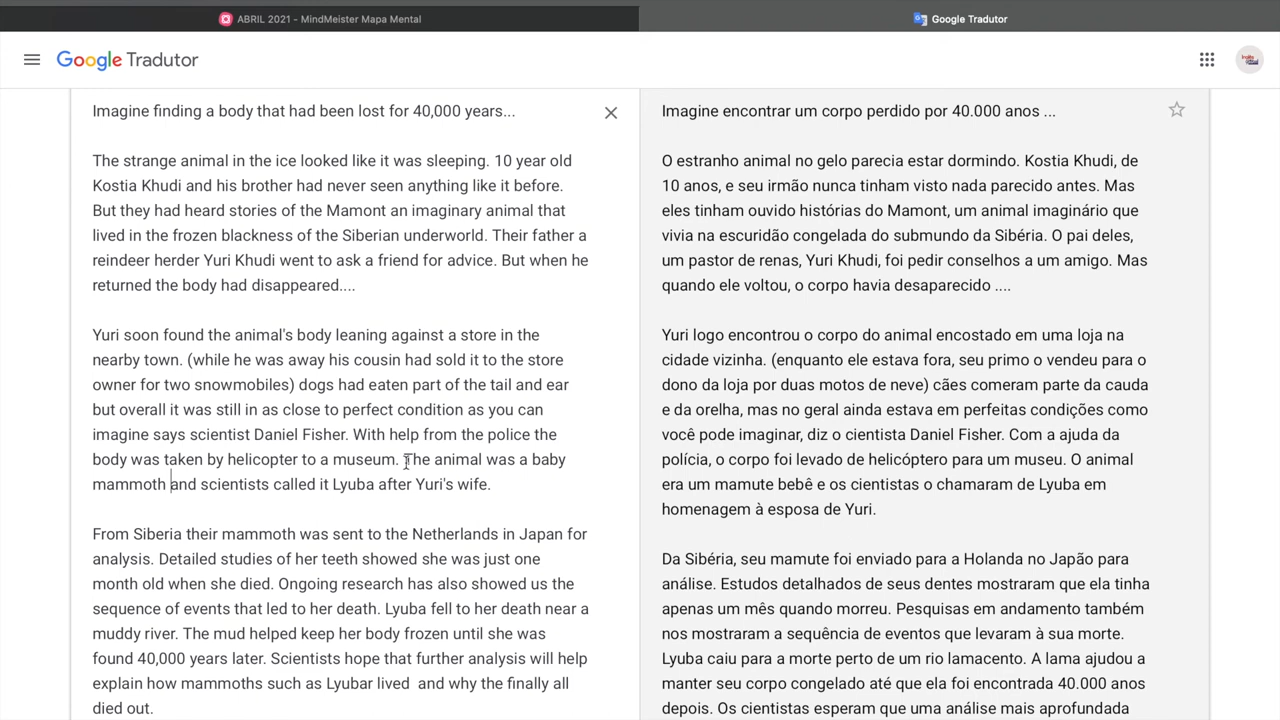 ABRIL 2021 - MindMeister Mapa Mental
Google Tradutor
Google Tradutor
Imagine finding a body that had been lost for 40,000 years...
The strange animal in the ice looked like it was sleeping. 10 year old
Kostia Khudi and his brother had never seen anything like it before.
But they had heard stories of the Mamont an imaginary animal that
lived in the frozen blackness of the Siberian underworld. Their father a
reindeer herder Yuri Khudi went to ask a friend for advice. But when he
returned the body had disappeared....
Yuri soon found the animal's body leaning against a store in the
nearby town. (while he was away his cousin had sold it to the store
owner for two snowmobiles) dogs had eaten part of the tail and ear
but overall it was still in as close to perfect condition as you can
imagine says scientist Daniel Fisher. With help from the police the
body was taken by helicopter to a museum. The animal was a baby
mammoth and scientists called it Lyuba after Yuri's wife.
From Siberia their mammoth was sent to the Netherlands in Japan for
analysis. Detailed studies of her teeth showed she was just one
month old when she died. Ongoing research has also showed us the
sequence of events that led to her death. Lyuba fell to her death near a
muddy river. The mud helped keep her body frozen until she was
found 40,000 years later. Scientists hope that further analysis will help
explain how mammoths such as Lyubar lived  and why the finally all
died out.
Imagine encontrar um corpo perdido por 40.000 anos ...
O estranho animal no gelo parecia estar dormindo. Kostia Khudi, de
10 anos, e seu irmão nunca tinham visto nada parecido antes. Mas
eles tinham ouvido histórias do Mamont, um animal imaginário que
vivia na escuridão congelada do submundo da Sibéria. O pai deles,
um pastor de renas, Yuri Khudi, foi pedir conselhos a um amigo. Mas
quando ele voltou, o corpo havia desaparecido ....
Yuri logo encontrou o corpo do animal encostado em uma loja na
cidade vizinha. (enquanto ele estava fora, seu primo o vendeu para o
dono da loja por duas motos de neve) cães comeram parte da cauda
e da orelha, mas no geral ainda estava em perfeitas condições como
você pode imaginar, diz o cientista Daniel Fisher. Com a ajuda da
polícia, o corpo foi levado de helicóptero para um museu. O animal
era um mamute bebê e os cientistas o chamaram de Lyuba em
homenagem à esposa de Yuri.
Da Sibéria, seu mamute foi enviado para a Holanda no Japão para
análise. Estudos detalhados de seus dentes mostraram que ela tinha
apenas um mês quando morreu. Pesquisas em andamento também
nos mostraram a sequência de eventos que levaram à sua morte.
Lyuba caiu para a morte perto de um rio lamacento. A lama ajudou a
manter seu corpo congelado até que ela foi encontrada 40.000 anos
depois. Os cientistas esperam que uma análise mais aprofundada